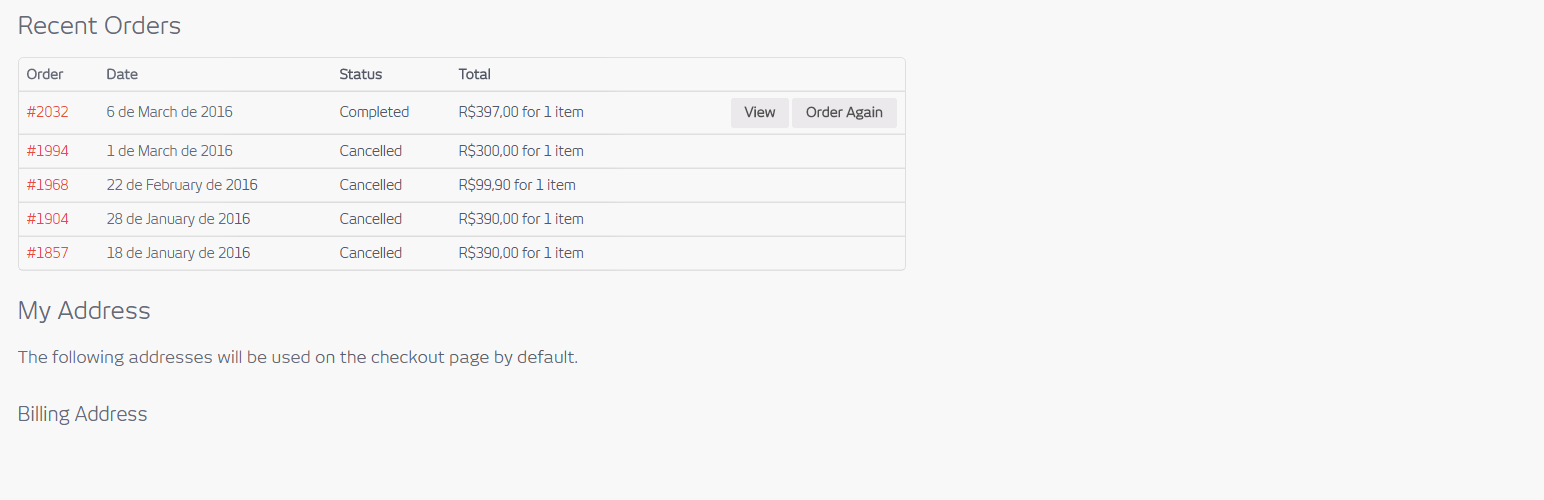 Recent Orders
Order Date Status Total
#2032 6 de March de 2016 Completed R$397,00 for 1 item View Order Again
#1994 1 de March de 2016 Cancelled R$300,00 for 1 item
#1968 22 de February de 2016 Cancelled R$99,90 for 1 item
#1904 28 de January de 2016 Cancelled R$390,00 for 1 item
#1857 18 de January de 2016 Cancelled R$390,00 for 1 item
My Address
The following addresses will be used on the checkout page by default.
Billing Address